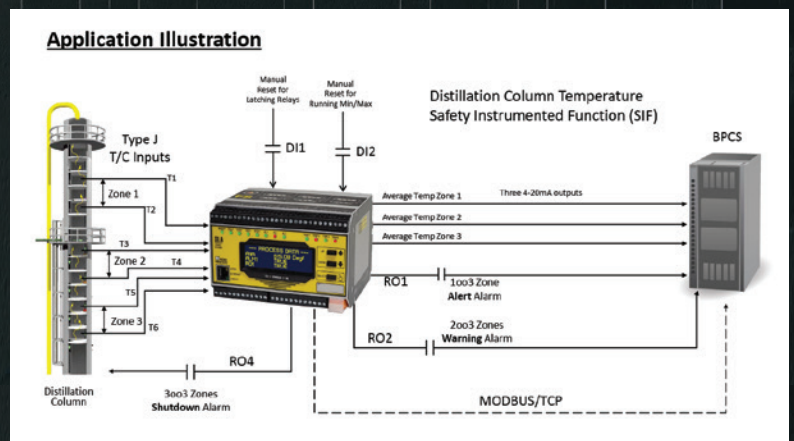 Application Illustration
Manual
Reset for
Latching Relays
Manual
Reset for
Running Min/Max
Distillation Column Temperature
Safety Instrumented Function (SIF)
BPCS
Type J
T/C Inputs
DI1
DI2
T1
Zone 1
T2
T3
Zone 2
T4
T5
Zone 3
T6
Average Temp Zone 1
Three 4-20mA outputs
Average Temp Zone 2
Average Temp Zone 3
PROCESS DATA
RO1
1oo3 Zone
Alert Alarm
RO2
2oo3 Zones
Warning Alarm
RO4
3oo3 Zones
Shutdown Alarm
Distillation
Column
MODBUS/TCP